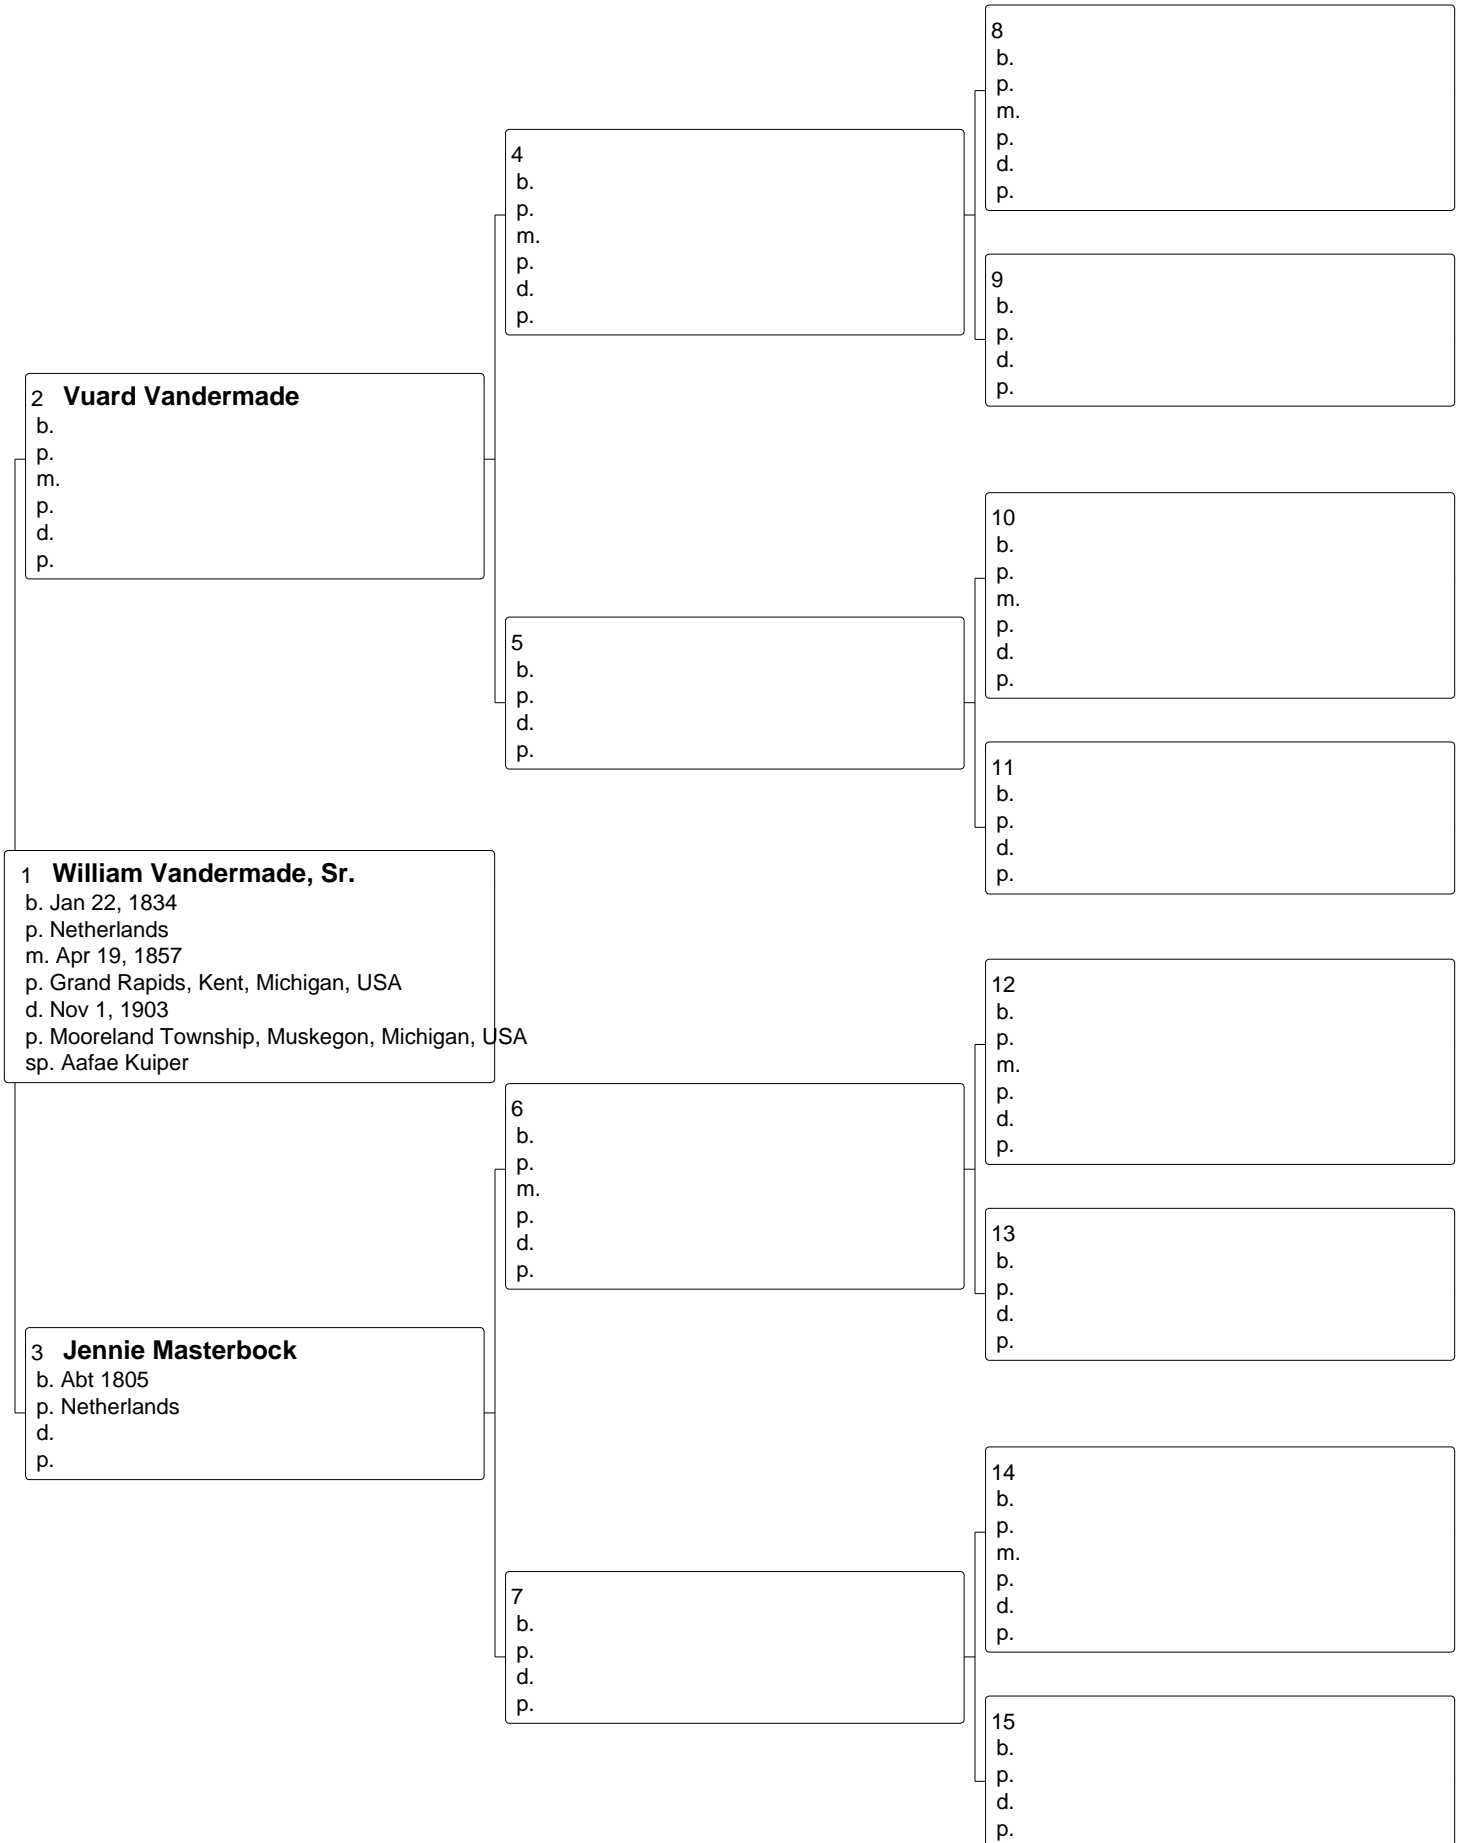 8
b.
p.
m.
p.
d.
p.
4
b.
p.
m.
p.
d.
p.
9
b.
p.
d.
p.
2 Vuard Vandermade
b.
p.
m.
p.
d.
p.
10
b.
p.
m.
p.
d.
p.
5
b.
p.
d.
p.
11
b.
p.
d.
p.
1 William Vandermade, Sr.
b. Jan 22, 1834
p. Netherlands
m. Apr 19, 1857
p. Grand Rapids, Kent, Michigan, USA
d. Nov 1, 1903
p. Mooreland Township, Muskegon, Michigan, USA
sp. Aafae Kuiper
12
b.
p.
m.
p.
d.
p.
6
b.
p.
m.
p.
d.
p.
13
b.
p.
d.
p.
3 Jennie Masterbock
b. Abt 1805
p. Netherlands
d.
p.
14
b.
p.
m.
p.
d.
p.
7
b.
p.
d.
p.
15
b.
p.
d.
p.